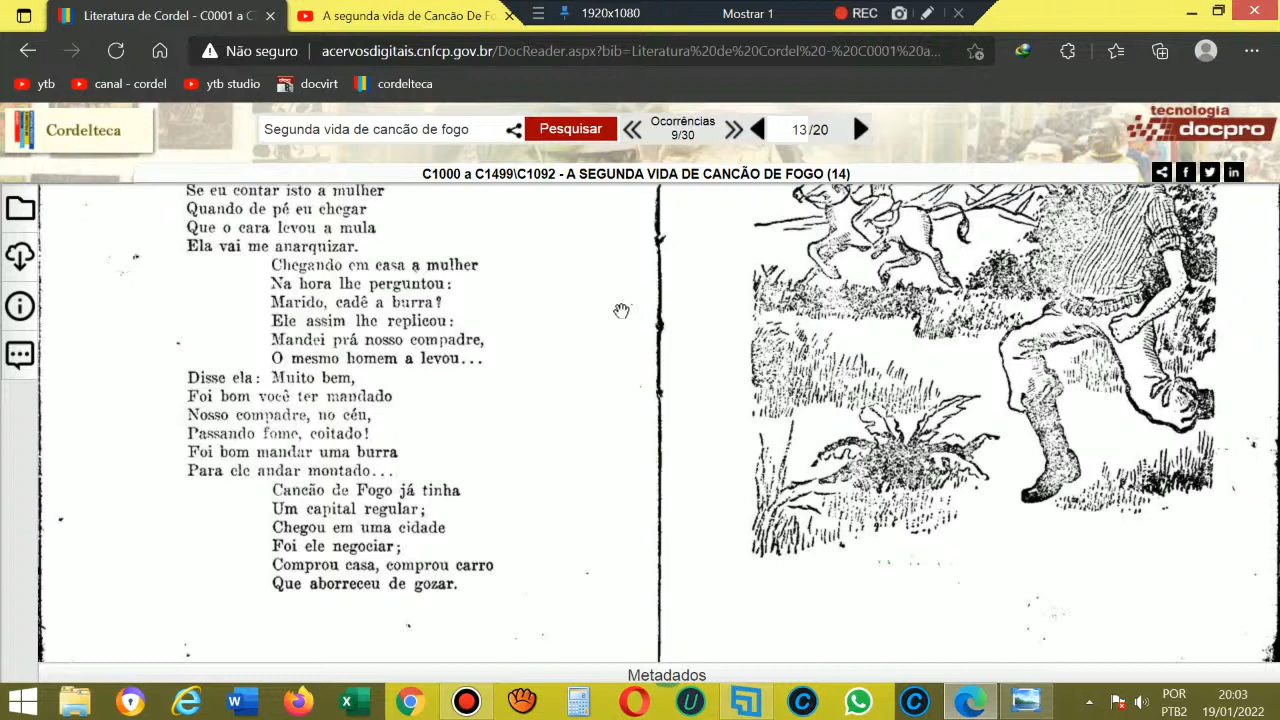 Literatura de Cordel - C0001 a C
A segunda vida de Cancão De Fo
1920x1080
Mostrar 1
REC
Não seguro
acervosdigitais.cnfcp.gov.br/DocReader.aspx?bib=Literatura%20de%20Cordel%20-%20C0001%20a...
ytb
canal - cordel
ytb studio
docvirt
cordelteca
Cordelteca
Segunda vida de cancão de fogo
Pesquisar
Ocorrências
9/30
13 /20
tecnologia
docpro
C1000 a C1499\C1092 - A SEGUNDA VIDA DE CANCÃO DE FOGO (14)
Se eu contar isto a mulher
Quando de pé eu chegar
Que o cara levou a mula
Ela vai me anarquizar.
Chegando em casa a mulher
Na hora lhe perguntou:
Marido, cadê a burra?
Ele assim lhe replicou:
Mandei prá nosso compadre,
O mesmo homem a levou...
Disse ela: Muito bem,
Foi bom você ter mandado
Nosso compadre, no céu,
Passando fome, coitado!
Foi bom mandar uma burra
Para ele andar montado...
Cancão de Fogo já tinha
Um capital regular;
Chegou em uma cidade
Foi ele negociar;
Comprou casa, comprou carro
Que aborreceu de gozar.
Metadados
POR
PTB2
20:03
19/01/2022